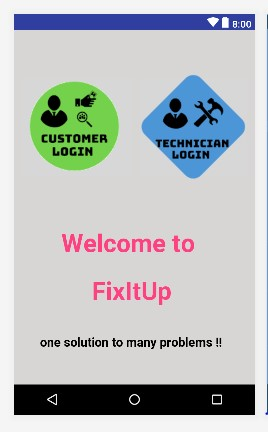 8:00
CUSTOMER
LOGIN
TECHNICIAN
LOGIN
Welcome to
FixItUp
one solution to many problems !!